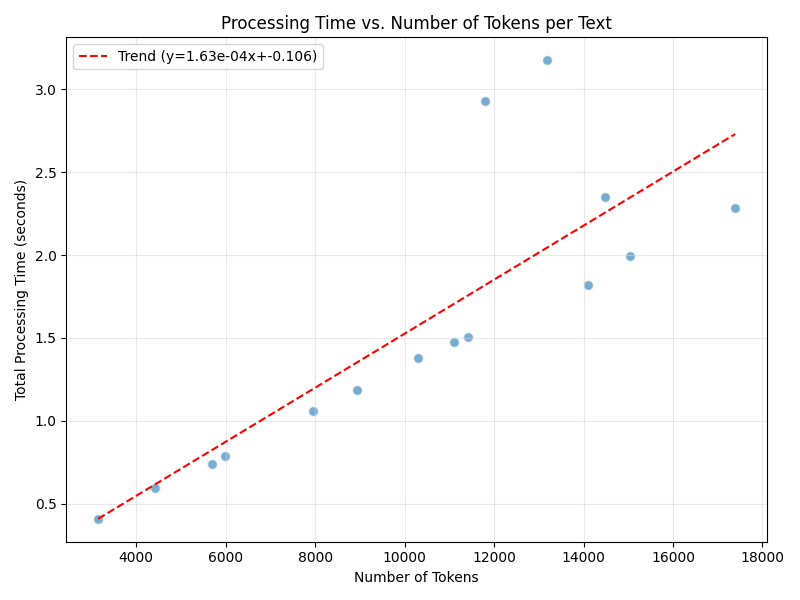 Processing Time vs. Number of Tokens per Text
Trend (y=1.63e-04x+-0.106)
3.0
2.5
2.0
1.5
1.0
0.5
Total Processing Time (seconds)
4000 6000 8000 10000 12000 14000 16000 18000
Number of Tokens